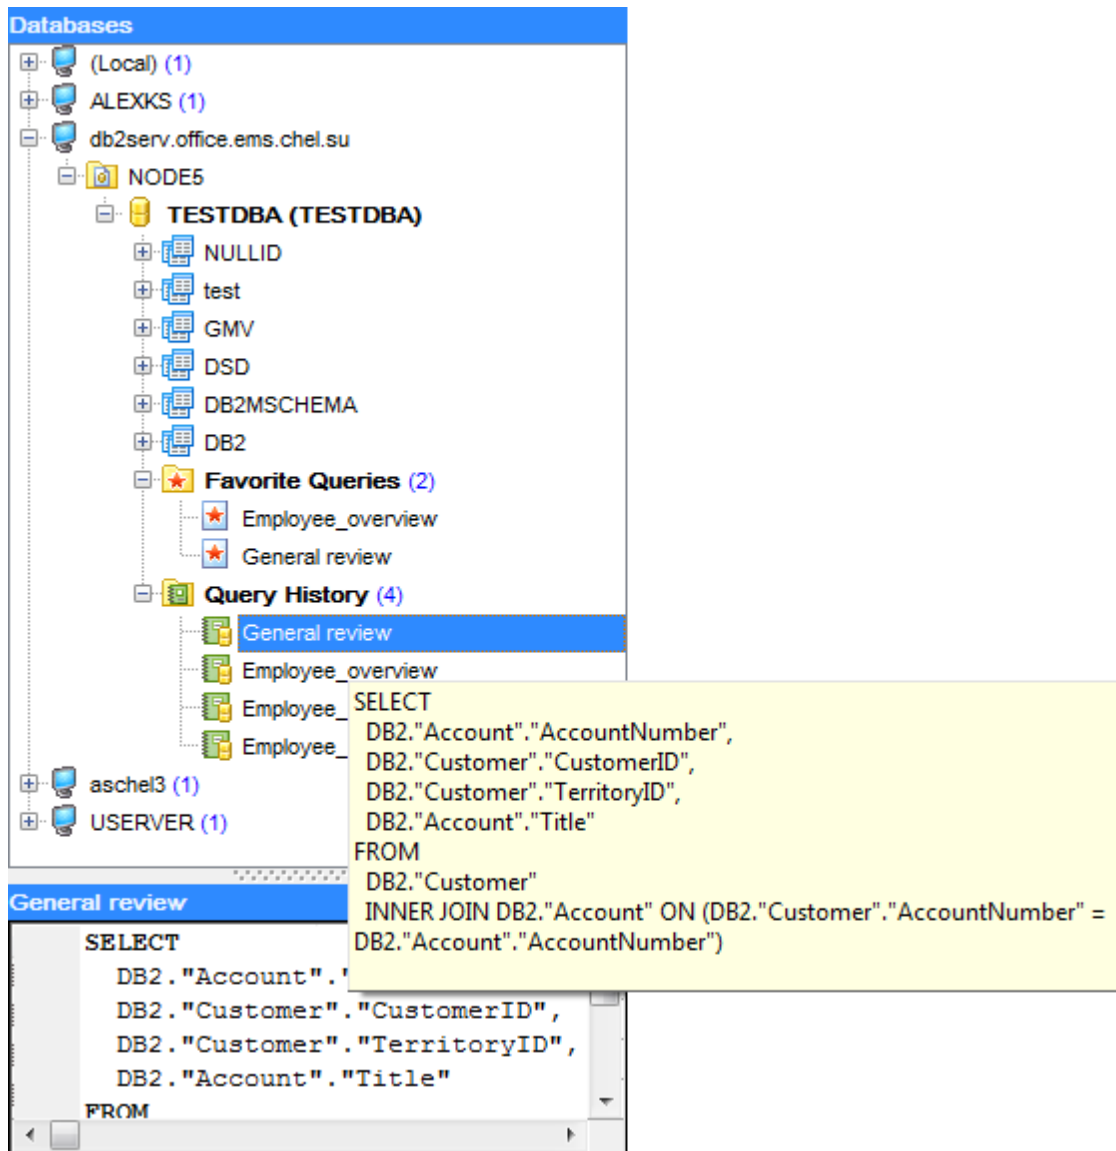 Databases
(Local) (1)
ALEXKS (1)
db2serv.office.ems.chel.su
NODE5
TESTDBA (TESTDBA)
NULLID
test
GMV
DSD
DB2MSCHEMA
DB2
Favorite Queries (2)
Employee_overview
General review
Query History (4)
General review
Employee_overview
Employee_
Employee_
aschel3 (1)
USERVER (1)
SELECT
DB2."Account"."AccountNumber",
DB2."Customer"."CustomerID",
DB2."Customer"."TerritoryID",
DB2."Account"."Title"
FROM
DB2."Customer"
INNER JOIN DB2."Account" ON (DB2."Customer"."AccountNumber" =
DB2."Account"."AccountNumber")
General review
SELECT
DB2."Account"."
DB2."Customer"."CustomerID",
DB2."Customer"."TerritoryID",
DB2."Account"."Title"
FROM